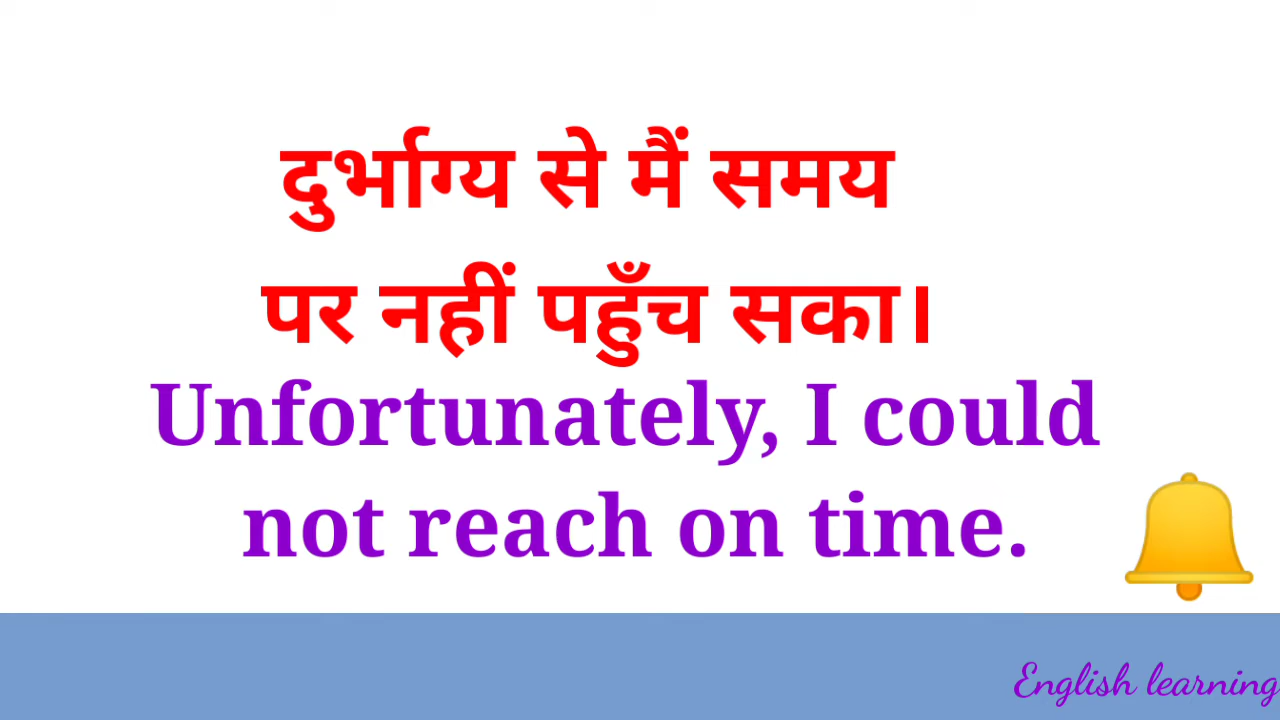 दुर्भाग्य से मैं समय
पर नहीं पहुँच सका।
Unfortunately, I could
not reach on time.
English learning